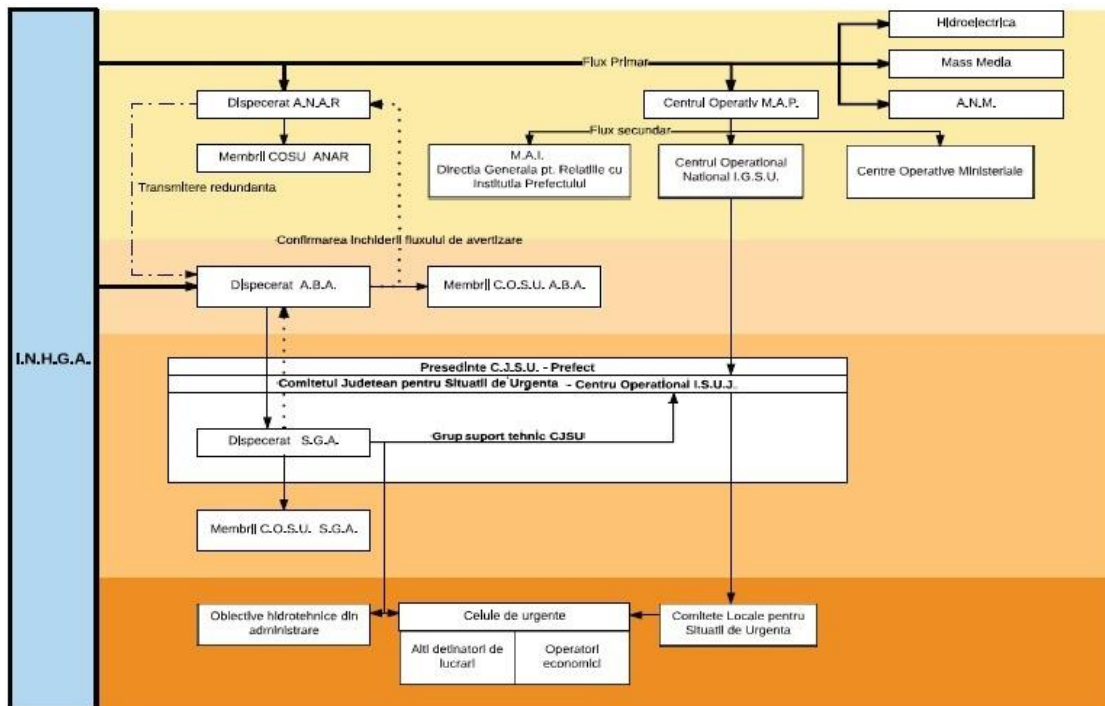 Hidroelectrica
Flux Primar
Mass Media
Dispecerat A.N.A.R
Centrul Operativ M.A.P.
A.N.M.
Flux secundar
Membrii COSU ANAR
M.A.I.
Directia Generala pt. Relatiile cu
Institutia Prefectului
Centrul Operational
National I.G.S.U.
Centre Operative Ministeriale
Transmitere redundanta
Confirmarea inchiderii fluxului de avertizare
Dispecerat A.B.A.
Membrii C.O.S.U. A.B.A.
I.N.H.G.A.
Presedinte C.J.S.U. - Prefect
Comitetul Judetean pentru Situatii de Urgenta - Centru Operational I.S.U.J.
Dispecerat S.G.A.
Grup suport tehnic CJSU
Membrii C.O.S.U. S.G.A.
Obiective hidrotehnice din
administrare
Celule de urgente
Comitete Locale pentru
Situatii de Urgenta
Alti detinatori de
lucrari
Operatori
economici